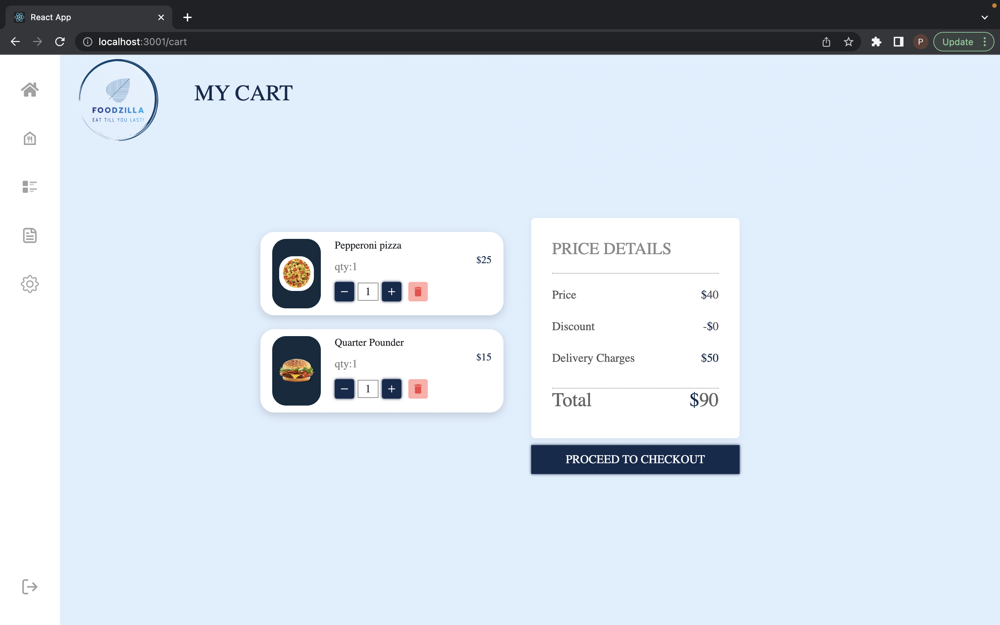 React App
localhost:3001/cart
P
Update
FOODZILLA
EAT TILL YOU LAST!
MY CART
Pepperoni pizza
$25
qty:1
1
Quarter Pounder
$15
qty:1
1
PRICE DETAILS
Price $40
Discount -$0
Delivery Charges $50
Total $90
PROCEED TO CHECKOUT